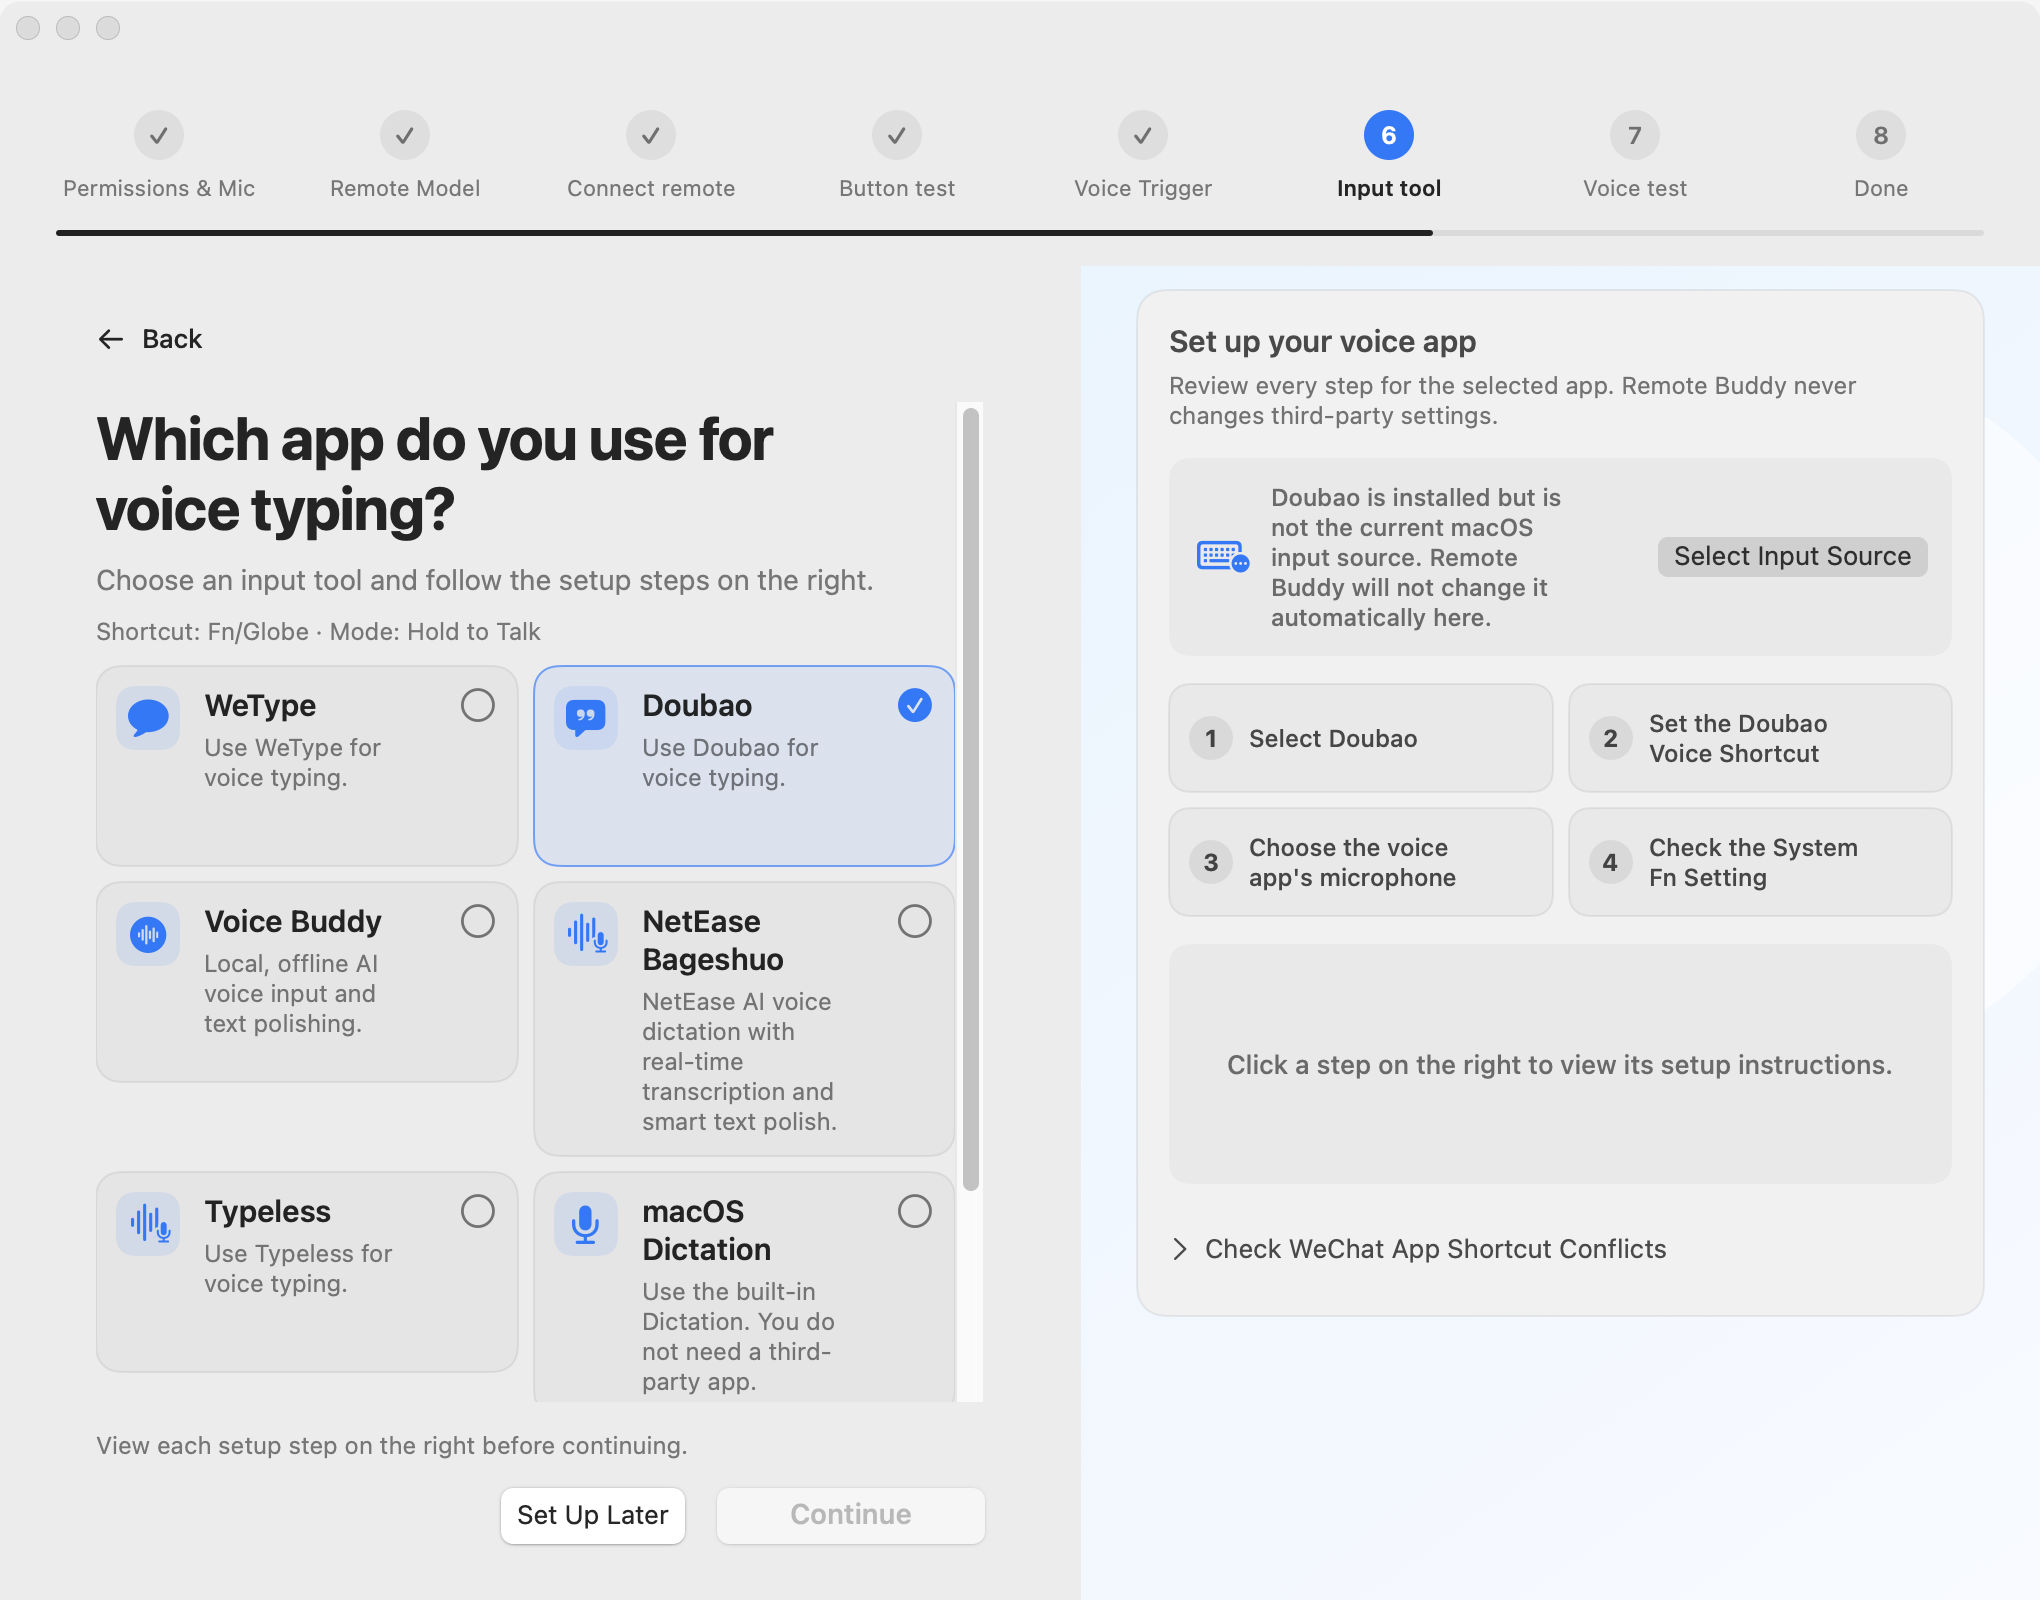 Permissions & Mic
Remote Model
Connect remote
Button test
Voice Trigger
6
Input tool
7
Voice test
8
Done
Back
Which app do you use for
voice typing?
Choose an input tool and follow the setup steps on the right.
Shortcut: Fn/Globe · Mode: Hold to Talk
WeType
Use WeType for
voice typing.
Doubao
Use Doubao for
voice typing.
Voice Buddy
Local, offline AI
voice input and
text polishing.
NetEase
Bageshuo
NetEase AI voice
dictation with
real-time
transcription and
smart text polish.
Typeless
Use Typeless for
voice typing.
macOS
Dictation
Use the built-in
Dictation. You do
not need a third-
party app.
View each setup step on the right before continuing.
Set Up Later
Continue
Set up your voice app
Review every step for the selected app. Remote Buddy never
changes third-party settings.
Doubao is installed but is
not the current macOS
input source. Remote
Buddy will not change it
automatically here.
Select Input Source
1
Select Doubao
2
Set the Doubao
Voice Shortcut
3
Choose the voice
app's microphone
4
Check the System
Fn Setting
Click a step on the right to view its setup instructions.
Check WeChat App Shortcut Conflicts